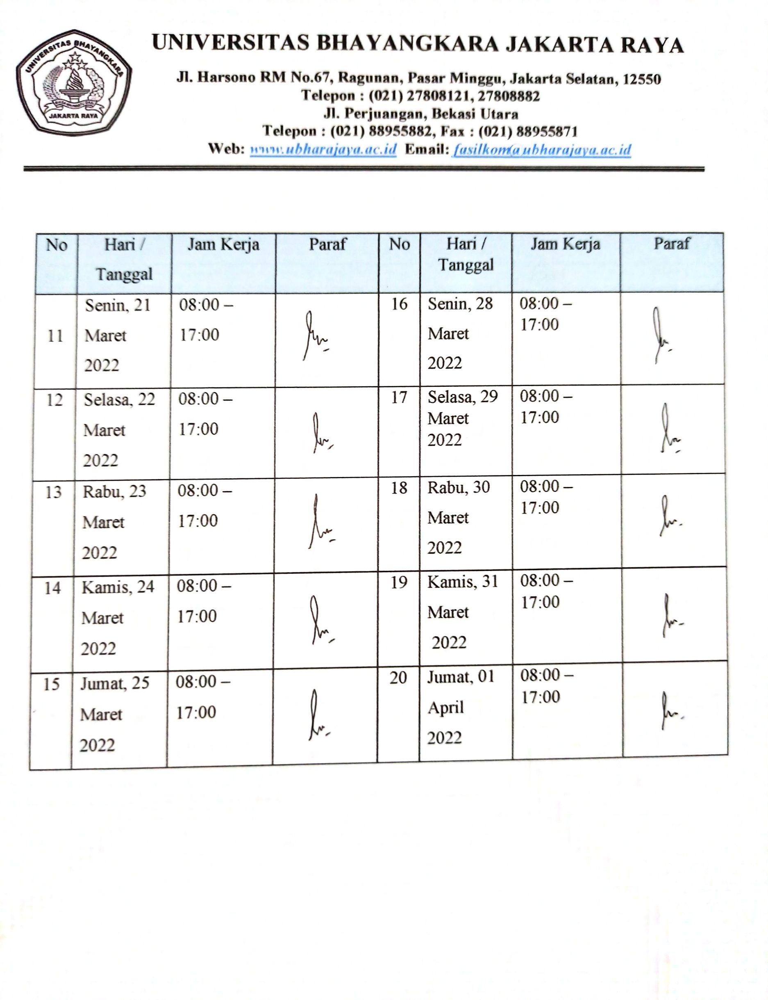 UNIVERSITAS BHAYANGKARA
JAKARTA RAYA
UNIVERSITAS BHAYANGKARA JAKARTA RAYA
Jl. Harsono RM No.67, Ragunan, Pasar Minggu, Jakarta Selatan, 12550
Telepon : (021) 27808121, 27808882
Jl. Perjuangan, Bekasi Utara
Telepon : (021) 88955882, Fax : (021) 88955871
Web: www.ubharajaya.ac.id Email: fasilkom@ubharajaya.ac.id
No Hari / Jam Kerja Paraf No Hari / Jam Kerja Paraf
Tanggal Tanggal
Senin, 21 08:00 – 16 Senin, 28 08:00 –
11 Maret 17:00 Maret 17:00
2022 2022
12 Selasa, 22 08:00 – 17 Selasa, 29 08:00 –
Maret 17:00 Maret 17:00
2022 2022
13 Rabu, 23 08:00 – 18 Rabu, 30 08:00 –
Maret 17:00 Maret 17:00
2022 2022
14 Kamis, 24 08:00 – 19 Kamis, 31 08:00 –
Maret 17:00 Maret 17:00
2022 2022
15 Jumat, 25 08:00 – 20 Jumat, 01 08:00 –
Maret 17:00 April 17:00
2022 2022